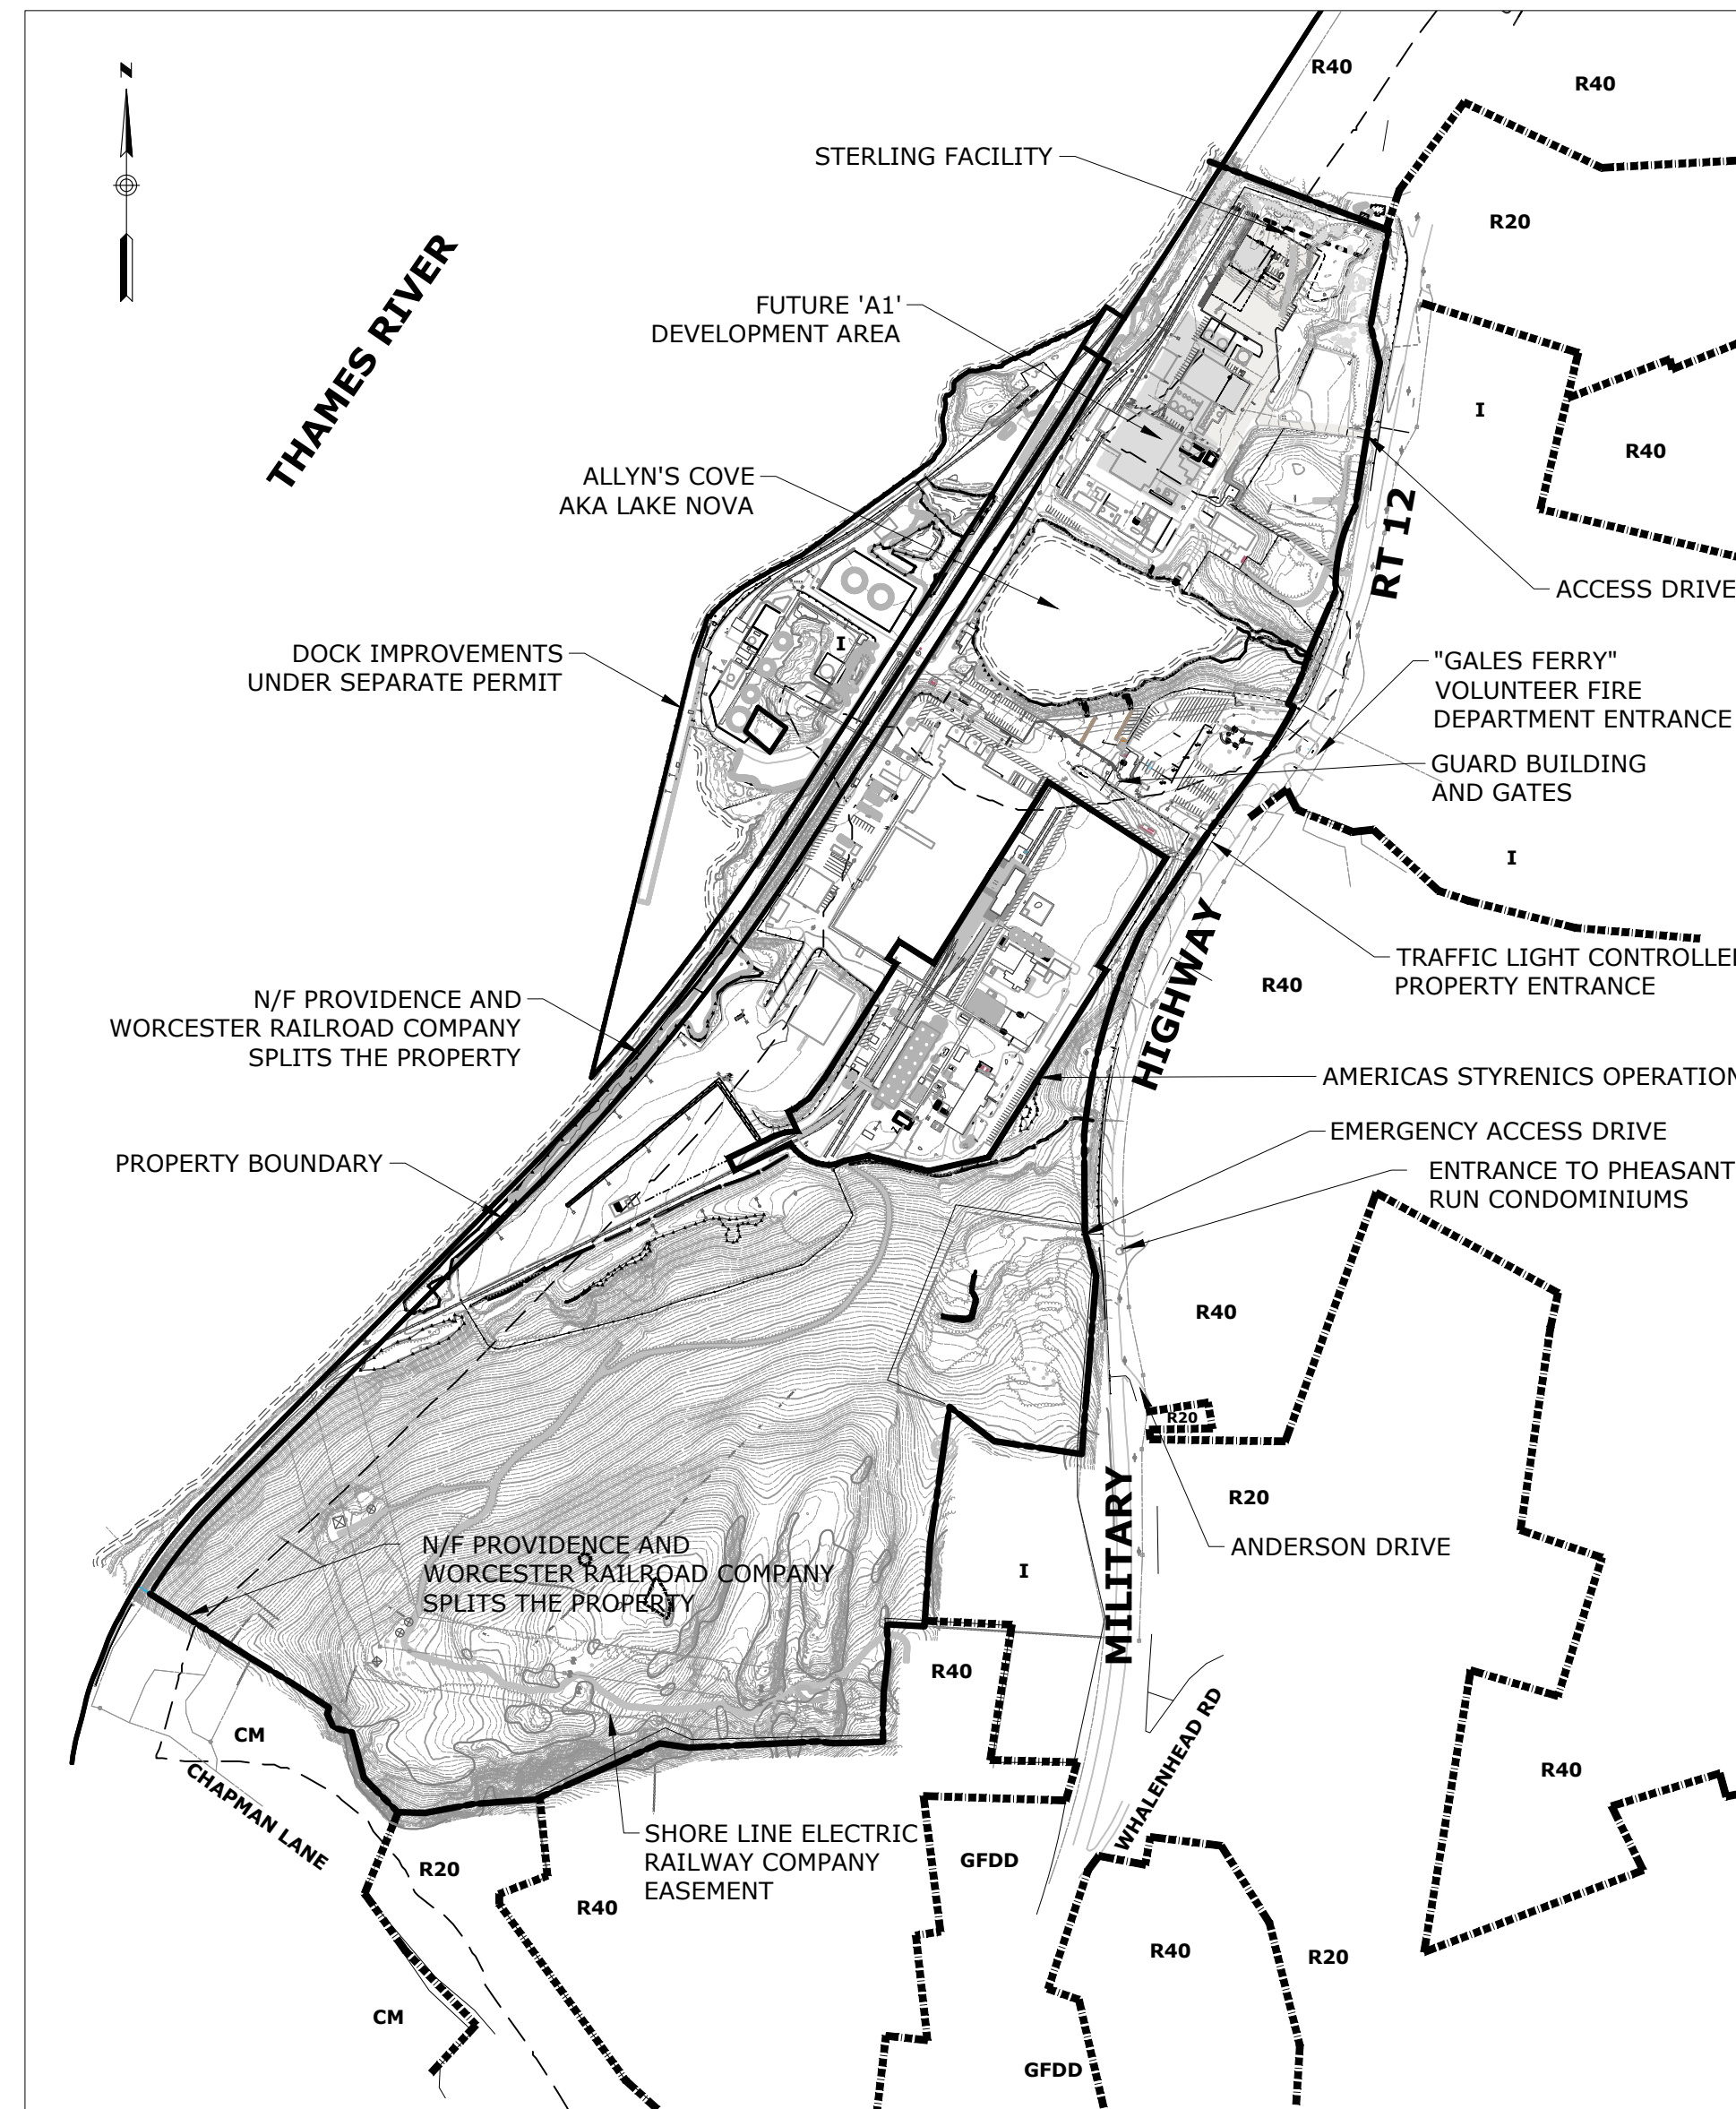 N
R40
R40
STERLING FACILITY
R20
THAMES RIVER
FUTURE 'A1'
DEVELOPMENT AREA
I
R40
ALLYN'S COVE
AKA LAKE NOVA
RT 12
ACCESS DRIVE
I
DOCK IMPROVEMENTS
UNDER SEPARATE PERMIT
"GALES FERRY"
VOLUNTEER FIRE
DEPARTMENT ENTRANCE
GUARD BUILDING
AND GATES
I
HIGHWAY
TRAFFIC LIGHT CONTROLLE
PROPERTY ENTRANCE
R40
N/F PROVIDENCE AND
WORCESTER RAILROAD COMPANY
SPLITS THE PROPERTY
AMERICAS STYRENICS OPERATION
EMERGENCY ACCESS DRIVE
PROPERTY BOUNDARY
ENTRANCE TO PHEASANT
RUN CONDOMINIUMS
R40
R20
R20
MILITARY
ANDERSON DRIVE
N/F PROVIDENCE AND
WORCESTER RAILROAD COMPANY
SPLITS THE PROPERTY
I
R40
WHALENHEAD RD
CM
R40
CHAPMAN LANE
SHORE LINE ELECTRIC
RAILWAY COMPANY
EASEMENT
GFDD
R20
R40
R40
R20
CM
GFDD